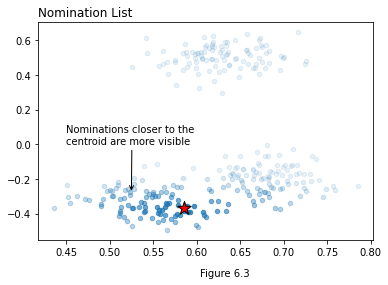 Nomination List
0.6
0.4
0.2
0.0
−0.2
−0.4
Nominations closer to the
centroid are more visible
0.45 0.50 0.55 0.60 0.65 0.70 0.75 0.80
Figure 6.3